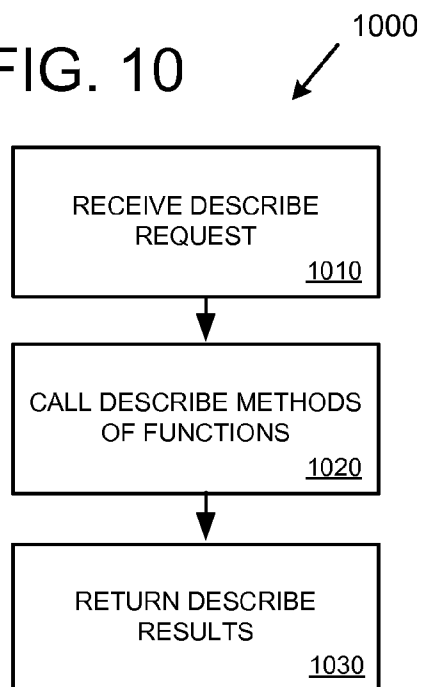 1000
FIG. 10
RECEIVE DESCRIBE
REQUEST
1010
CALL DESCRIBE METHODS
OF FUNCTIONS
1020
RETURN DESCRIBE
RESULTS
1030